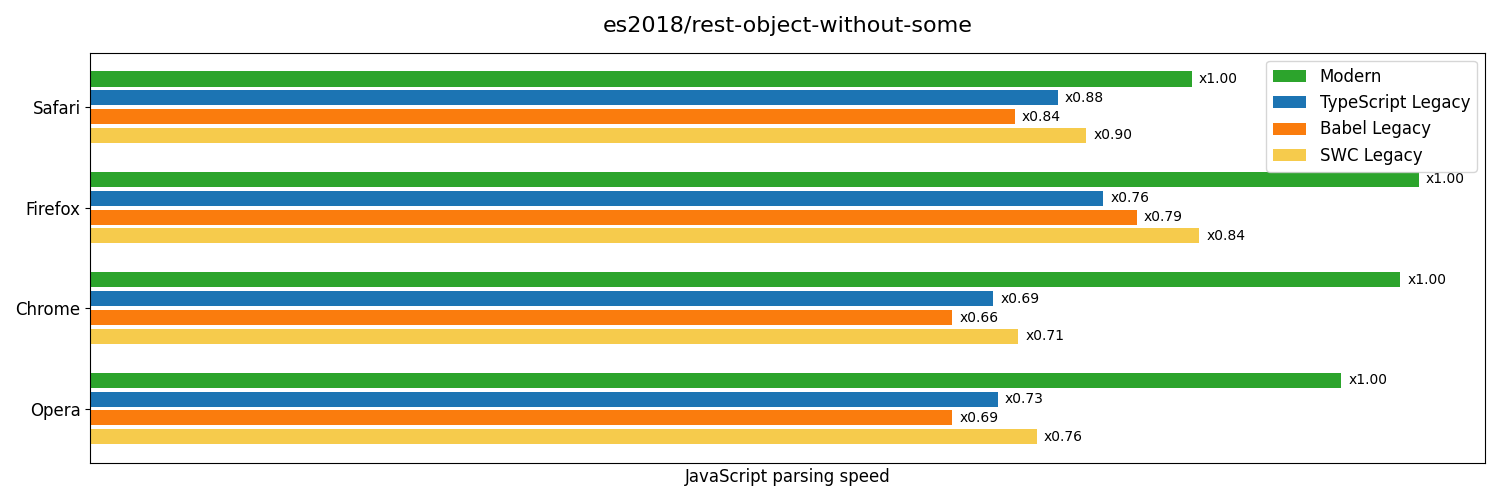 es2018/rest-object-without-some
Modern
TypeScript Legacy
Babel Legacy
SWC Legacy
Safari
x1.00
x0.88
x0.84
x0.90
Firefox
x1.00
x0.76
x0.79
x0.84
Chrome
x1.00
x0.69
x0.66
x0.71
Opera
x1.00
x0.73
x0.69
x0.76
JavaScript parsing speed